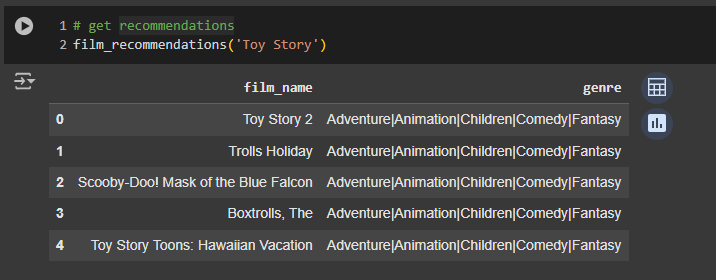 1 # get recommendations
2 film_recommendations('Toy Story')
film_name genre
0 Toy Story 2 Adventure|Animation|Children|Comedy|Fantasy
1 Trolls Holiday Adventure|Animation|Children|Comedy|Fantasy
2 Scooby-Doo! Mask of the Blue Falcon Adventure|Animation|Children|Comedy|Fantasy
3 Boxtrolls, The Adventure|Animation|Children|Comedy|Fantasy
4 Toy Story Toons: Hawaiian Vacation Adventure|Animation|Children|Comedy|Fantasy